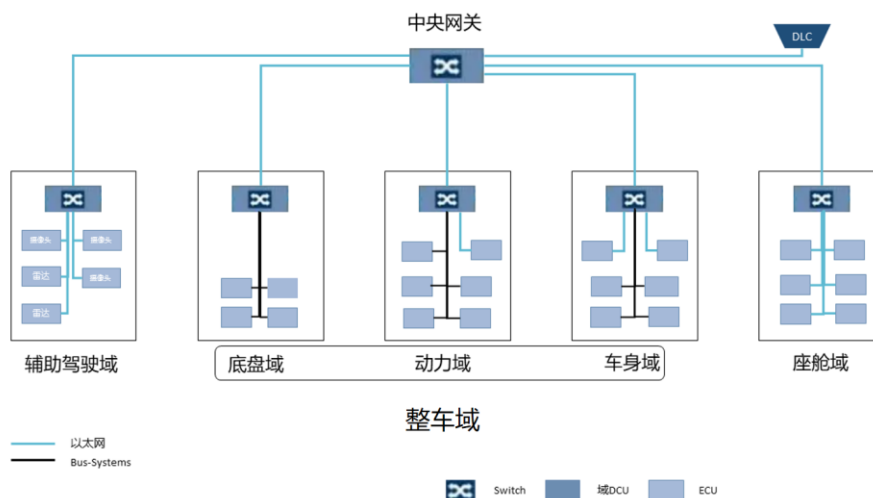 中央网关
DLC
摄像头
摄像头
雷达
摄像头
雷达
辅助驾驶域
底盘域
动力域
车身域
座舱域
整车域
以太网
Bus-Systems
Switch
域DCU
ECU